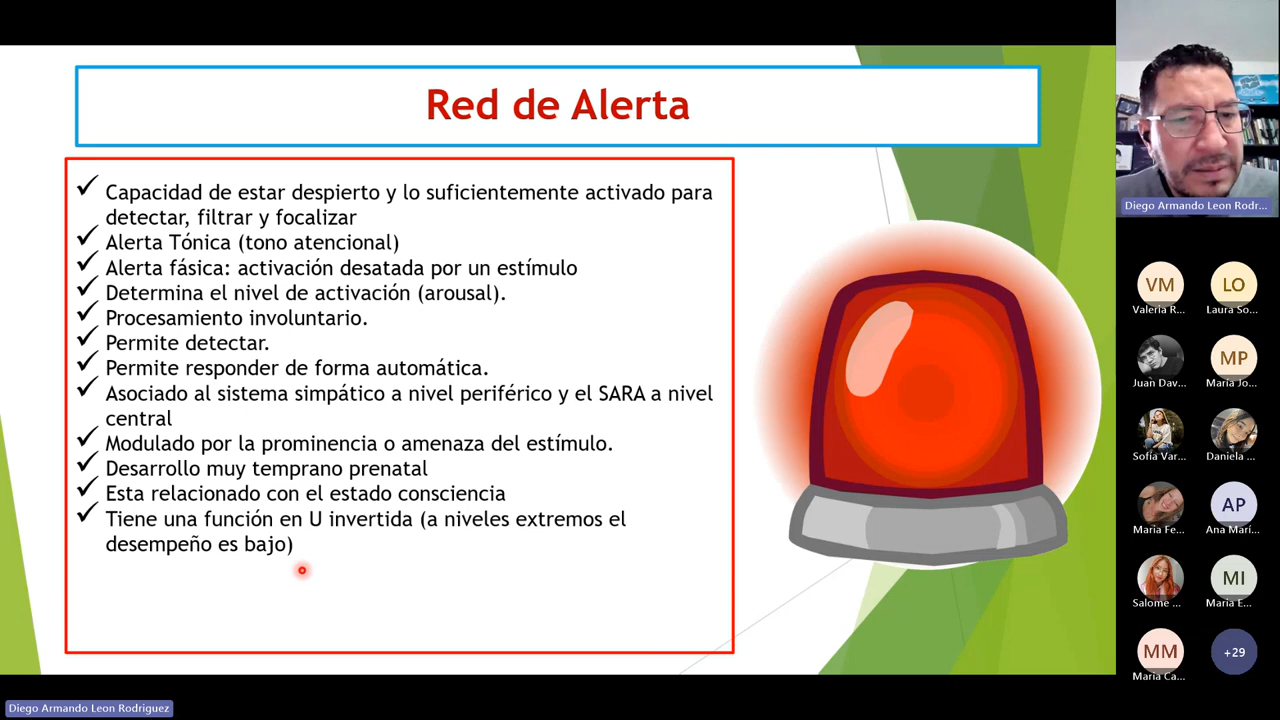 Red de Alerta
✓ Capacidad de estar despierto y lo suficientemente activado para
detectar, filtrar y focalizar
✓ Alerta Tónica (tono atencional)
✓ Alerta fásica: activación desatada por un estímulo
✓ Determina el nivel de activación (arousal).
✓ Procesamiento involuntario.
✓ Permite detectar.
✓ Permite responder de forma automática.
✓ Asociado al sistema simpático a nivel periférico y el SARA a nivel
central
✓ Modulado por la prominencia o amenaza del estímulo.
✓ Desarrollo muy temprano prenatal
✓ Esta relacionado con el estado consciencia
✓ Tiene una función en U invertida (a niveles extremos el
desempeño es bajo)
Diego Armando Leon Rodr...
VM
LO
Valeria R...
Laura So...
MP
Juan Dav...
Maria Jo...
Sofía Var...
Daniela ...
AP
Maria Fe...
Ana Marí...
MI
Salome ...
Maria E...
MM
+29
Maria Ca...
Diego Armando Leon Rodriguez